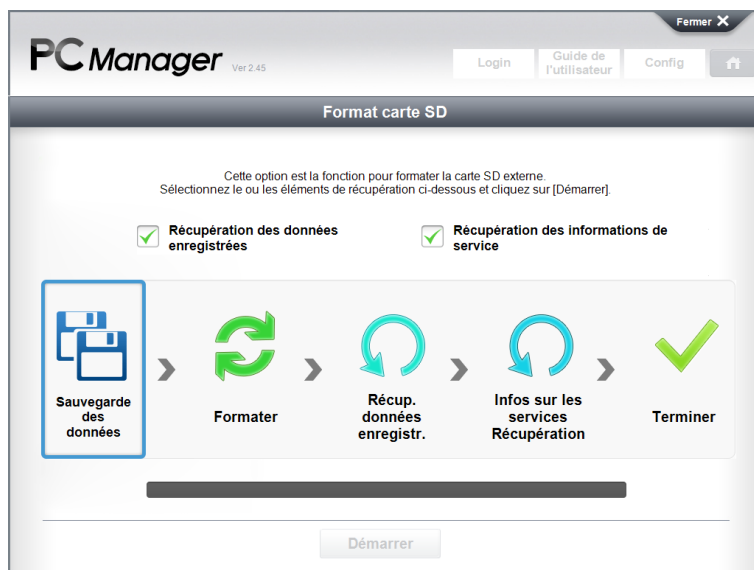 Fermer
PC Manager Ver 2.45
Login
Guide de
l'utilisateur
Config
Format carte SD
Cette option est la fonction pour formater la carte SD externe.
Sélectionnez le ou les éléments de récupération ci-dessous et cliquez sur [Démarrer].
Récupération des données
enregistrées
Récupération des informations de
service
Sauvegarde
des
données
Formater
Récup.
données
enregistr.
Infos sur les
services
Récupération
Terminer
Démarrer